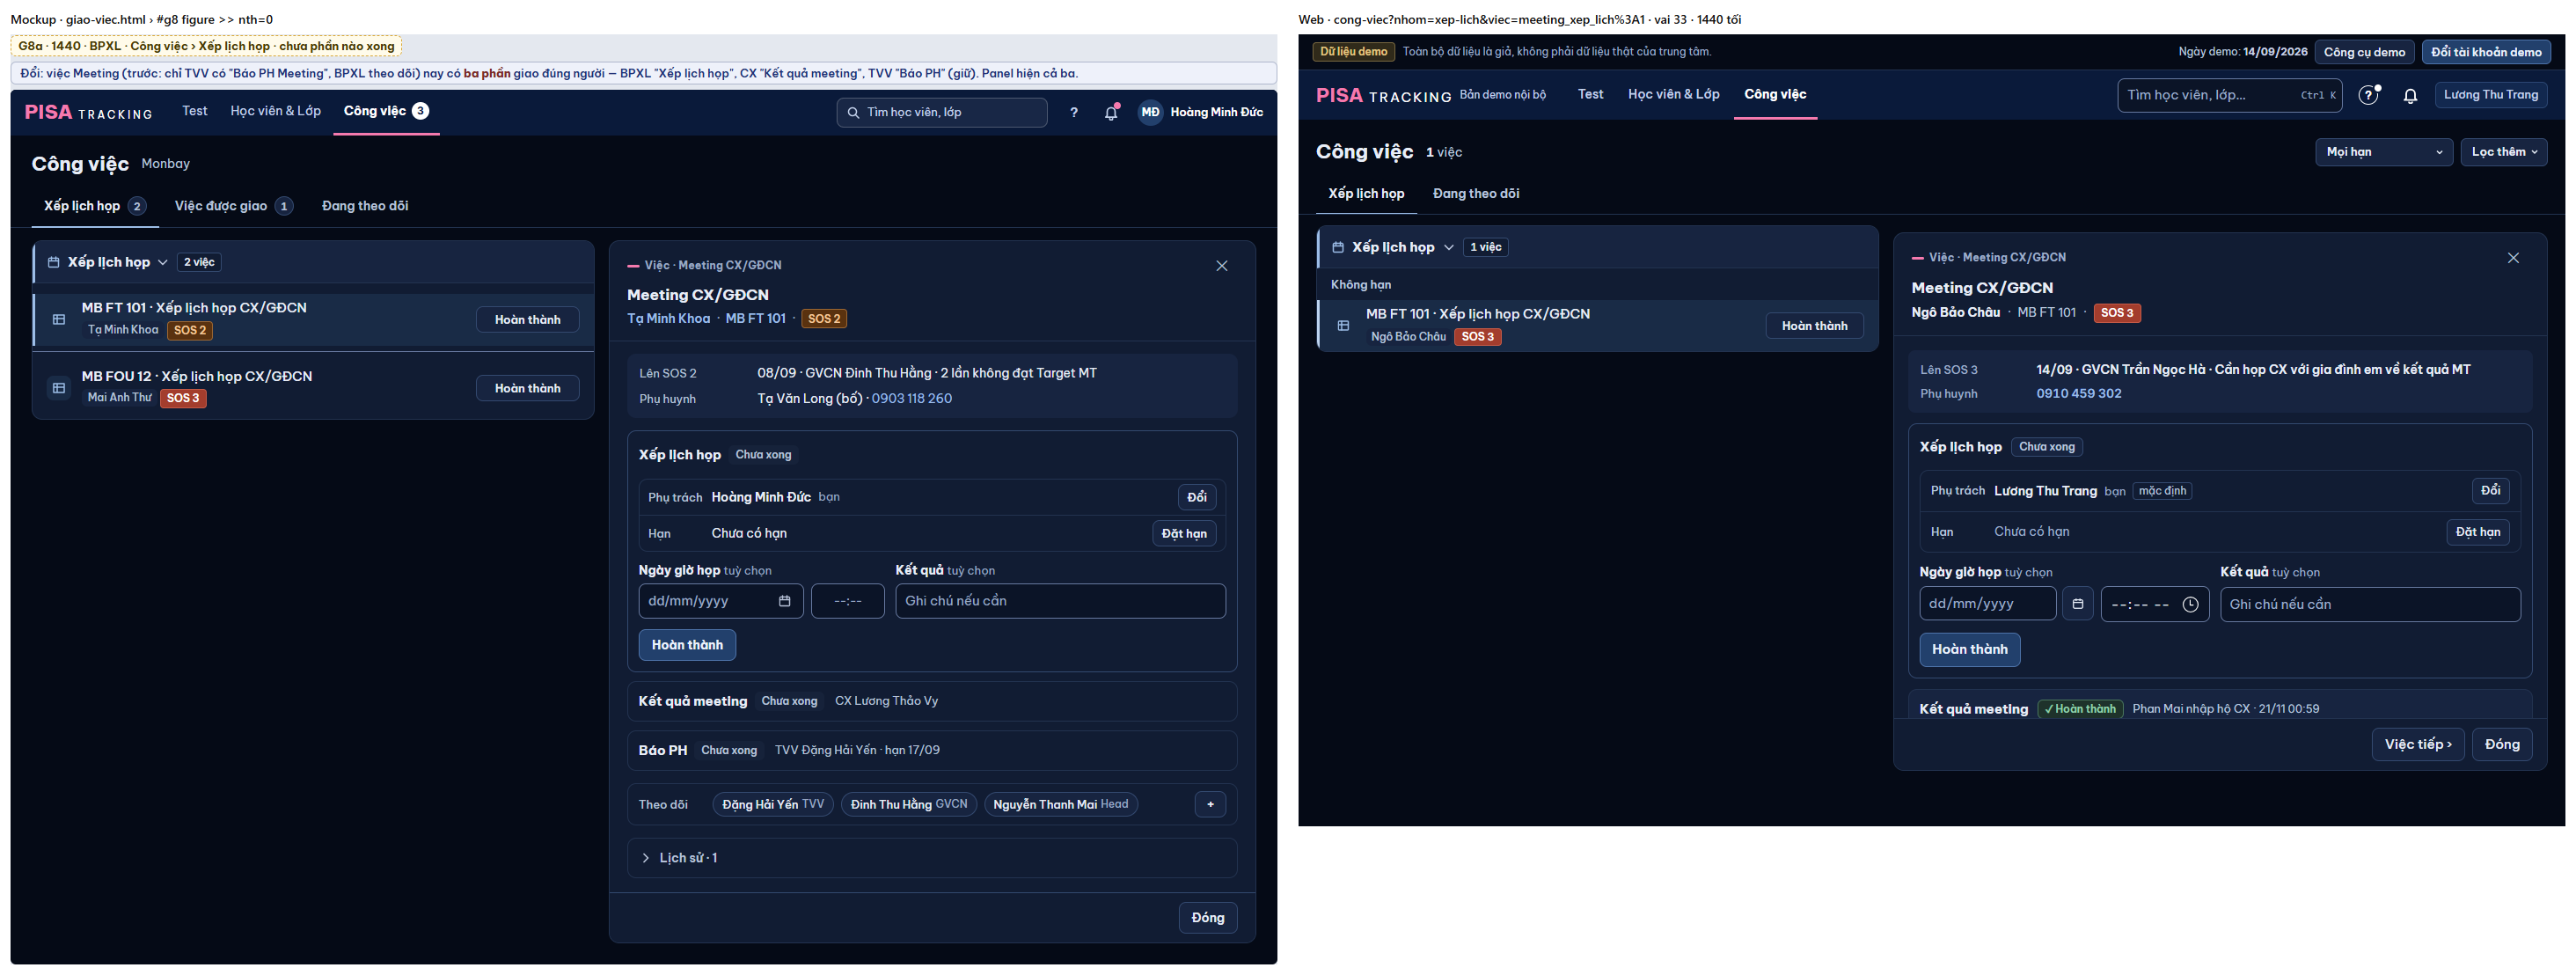 Mockup · giao-viec.html › #g8 figure >> nth=0
G8a · 1440 · BPXL · Công việc › Xếp lịch họp · chưa phần nào xong
Đổi: việc Meeting (trước: chỉ TVV có "Báo PH Meeting", BPXL theo dõi) nay có ba phần giao đúng người — BPXL "Xếp lịch họp", CX "Kết quả meeting", TVV "Báo PH" (giữ). Panel hiện cả ba.
PISA TRACKING Test Học viên & Lớp Công việc 3 Tìm học viên, lớp ? MĐ Hoàng Minh Đức
Công việc Monbay
Xếp lịch họp 2 Việc được giao 1 Đang theo dõi
Xếp lịch họp 2 việc
MB FT 101 · Xếp lịch họp CX/GĐCN
Tạ Minh Khoa SOS 2
Hoàn thành
MB FOU 12 · Xếp lịch họp CX/GĐCN
Mai Anh Thư SOS 3
Hoàn thành
Việc · Meeting CX/GĐCN
Meeting CX/GĐCN
Tạ Minh Khoa · MB FT 101 · SOS 2
Lên SOS 2 08/09 · GVCN Đinh Thu Hằng · 2 lần không đạt Target MT
Phụ huynh Tạ Văn Long (bố) · 0903 118 260
Xếp lịch họp Chưa xong
Phụ trách Hoàng Minh Đức bạn Đổi
Hạn Chưa có hạn Đặt hạn
Ngày giờ họp tuỳ chọn Kết quả tuỳ chọn
dd/mm/yyyy --:-- Ghi chú nếu cần
Hoàn thành
Kết quả meeting Chưa xong CX Lương Thảo Vy
Báo PH Chưa xong TVV Đặng Hải Yến · hạn 17/09
Theo dõi Đặng Hải Yến TVV Đinh Thu Hằng GVCN Nguyễn Thanh Mai Head +
Lịch sử · 1
Đóng
Web · cong-viec?nhom=xep-lich&viec=meeting_xep_lich%3A1 · vai 33 · 1440 tối
Dữ liệu demo Toàn bộ dữ liệu là giả, không phải dữ liệu thật của trung tâm. Ngày demo: 14/09/2026 Công cụ demo Đổi tài khoản demo
PISA TRACKING Bản demo nội bộ Test Học viên & Lớp Công việc Tìm học viên, lớp... Ctrl K ? Lương Thu Trang
Công việc 1 việc Mọi hạn Lọc thêm
Xếp lịch họp Đang theo dõi
Xếp lịch họp 1 việc
Không hạn
MB FT 101 · Xếp lịch họp CX/GĐCN
Ngô Bảo Châu SOS 3
Hoàn thành
Việc · Meeting CX/GĐCN
Meeting CX/GĐCN
Ngô Bảo Châu · MB FT 101 · SOS 3
Lên SOS 3 14/09 · GVCN Trần Ngọc Hà · Cần họp CX với gia đình em về kết quả MT
Phụ huynh 0910 459 302
Xếp lịch họp Chưa xong
Phụ trách Lương Thu Trang bạn mặc định Đổi
Hạn Chưa có hạn Đặt hạn
Ngày giờ họp tuỳ chọn Kết quả tuỳ chọn
dd/mm/yyyy --:-- -- Ghi chú nếu cần
Hoàn thành
Kết quả meeting ✓ Hoàn thành Phan Mai nhập hộ CX · 21/11 00:59
Việc tiếp › Đóng